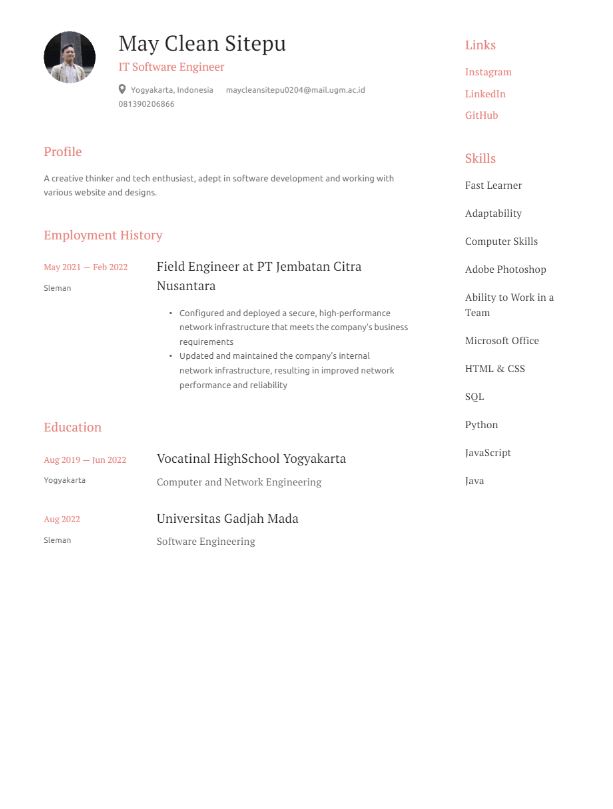 May Clean Sitepu
IT Software Engineer
Yogyakarta, Indonesia maycleansitepu0204@mail.ugm.ac.id
081390206866
Profile
A creative thinker and tech enthusiast, adept in software development and working with
various website and designs.
Employment History
May 2021 — Feb 2022
Sleman
Field Engineer at PT Jembatan Citra
Nusantara
• Configured and deployed a secure, high-performance
network infrastructure that meets the company's business
requirements
• Updated and maintained the company's internal
network infrastructure, resulting in improved network
performance and reliability
Education
Aug 2019 — Jun 2022
Yogyakarta
Vocatinal HighSchool Yogyakarta
Computer and Network Engineering
Aug 2022
Sleman
Universitas Gadjah Mada
Software Engineering
Links
Instagram
LinkedIn
GitHub
Skills
Fast Learner
Adaptability
Computer Skills
Adobe Photoshop
Ability to Work in a
Team
Microsoft Office
HTML & CSS
SQL
Python
JavaScript
Java